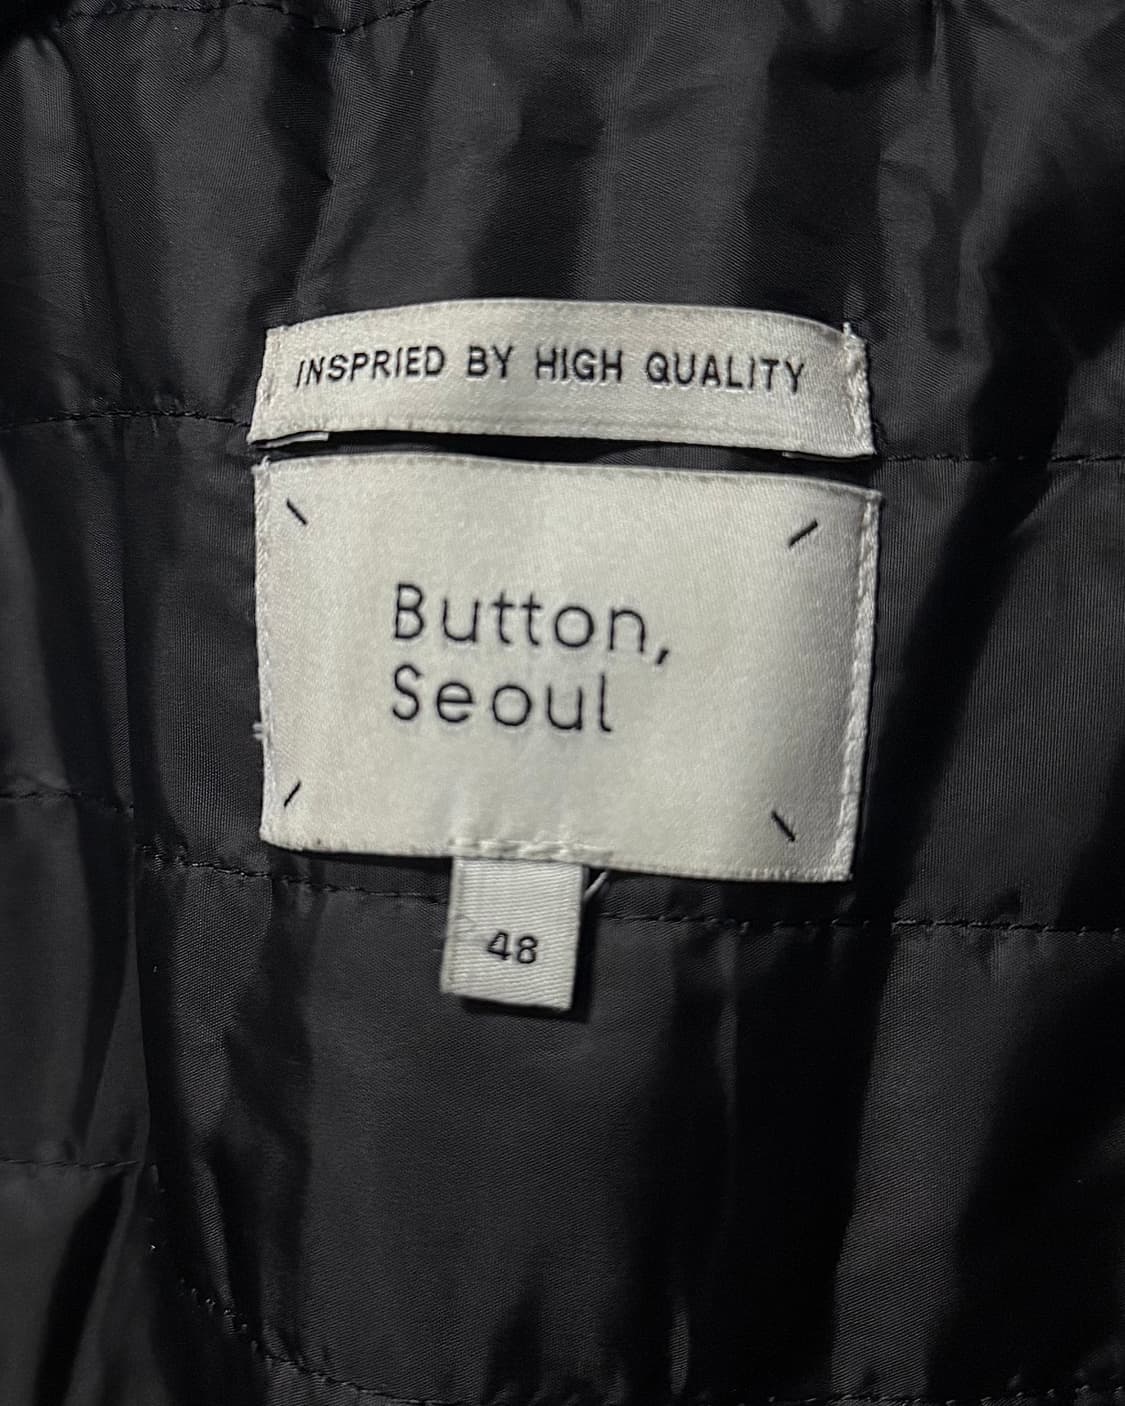 INSPRIED BY HIGH QUALITY
Button,
Seoul
48